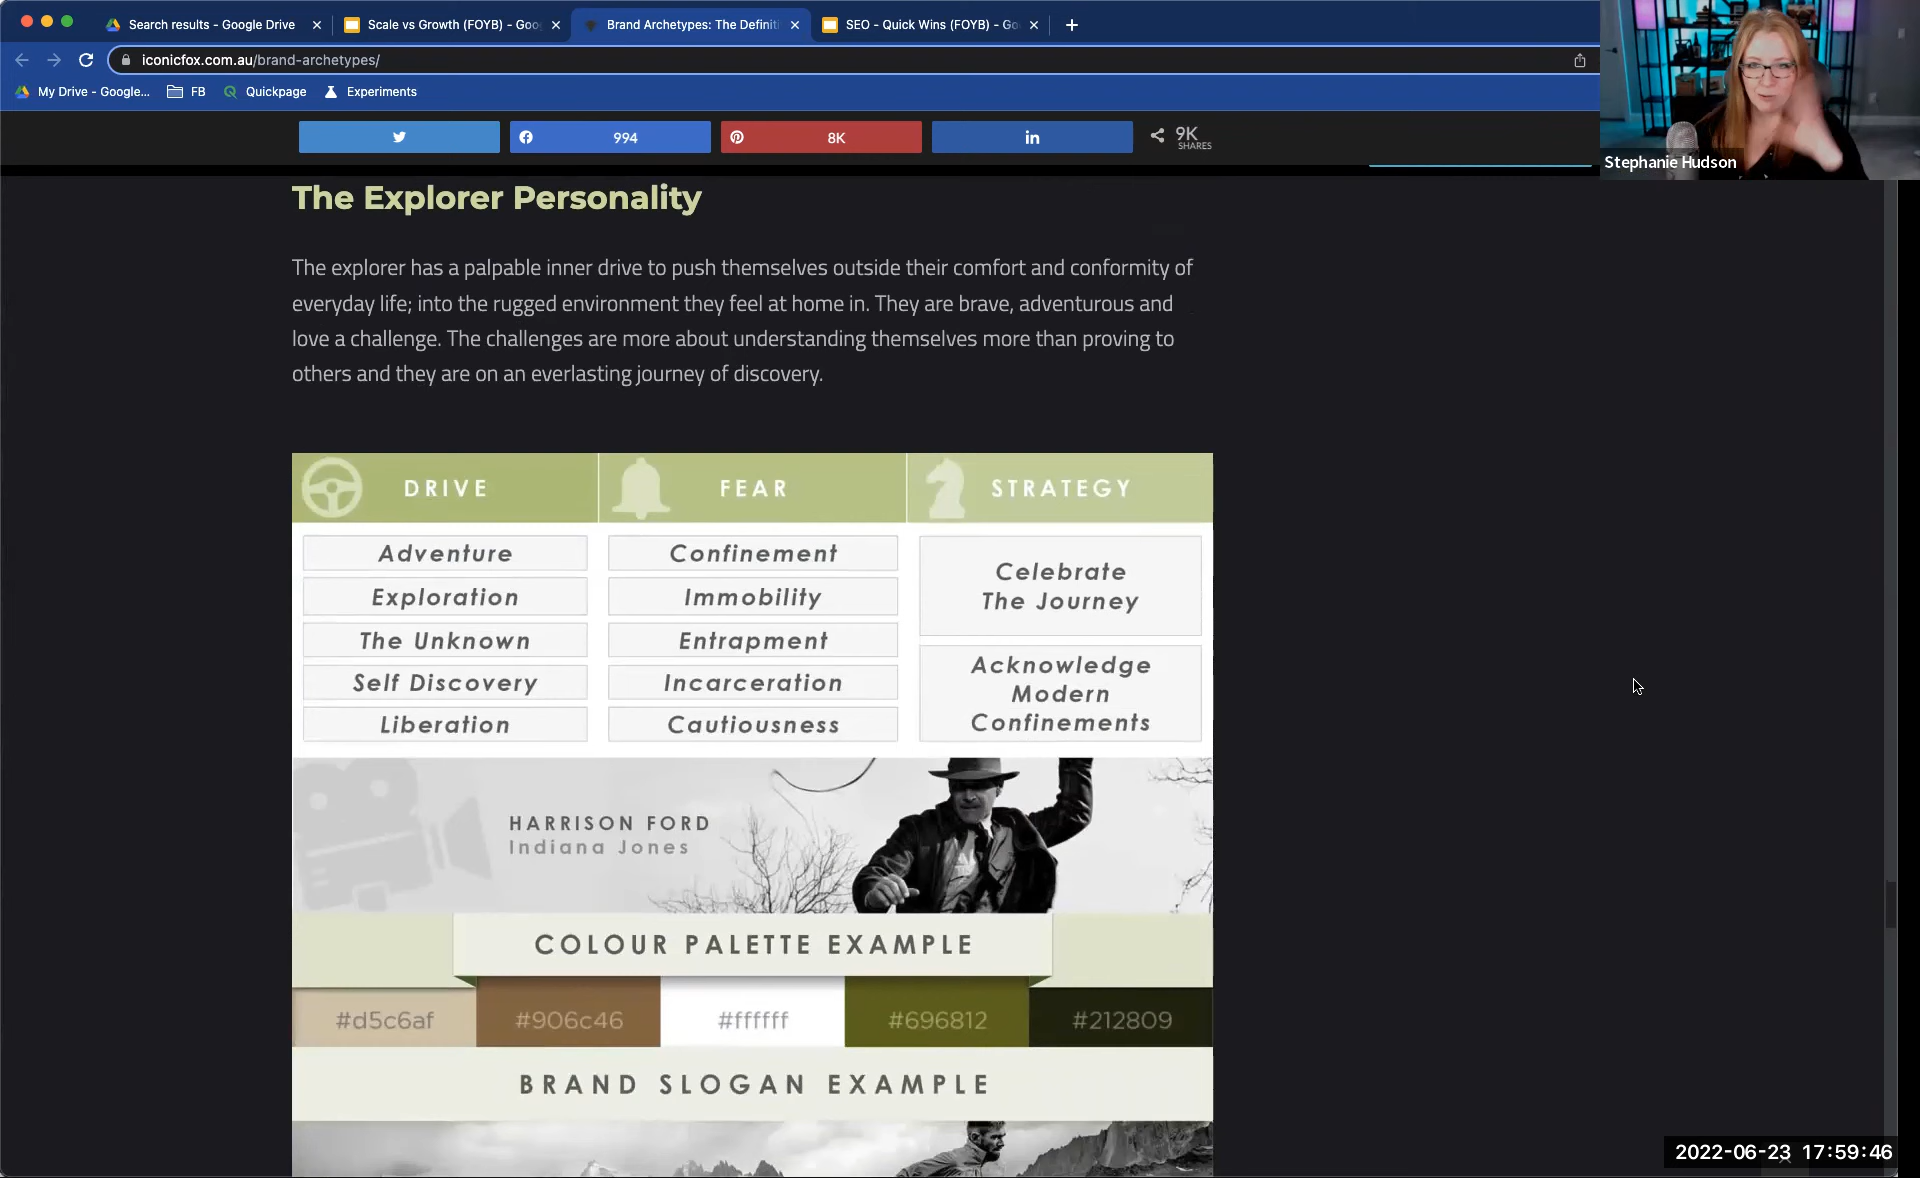 Search results - Google Drive
Scale vs Growth (FOYB) - Goo
Brand Archetypes: The Definiti
SEO - Quick Wins (FOYB) - Go
iconicfox.com.au/brand-archetypes/
My Drive - Google...
FB
Quickpage
Experiments
994
8K
in
9K
SHARES
Stephanie Hudson
The Explorer Personality
The explorer has a palpable inner drive to push themselves outside their comfort and conformity of
everyday life; into the rugged environment they feel at home in. They are brave, adventurous and
love a challenge. The challenges are more about understanding themselves more than proving to
others and they are on an everlasting journey of discovery.
DRIVE
FEAR
STRATEGY
Adventure
Exploration
The Unknown
Self Discovery
Liberation
Confinement
Immobility
Entrapment
Incarceration
Cautiousness
Celebrate
The Journey
Acknowledge
Modern
Confinements
HARRISON FORD
Indiana Jones
COLOUR PALETTE EXAMPLE
#d5c6af
#906c46
#ffffff
#696812
#212809
BRAND SLOGAN EXAMPLE
2022-06-23 17:59:46